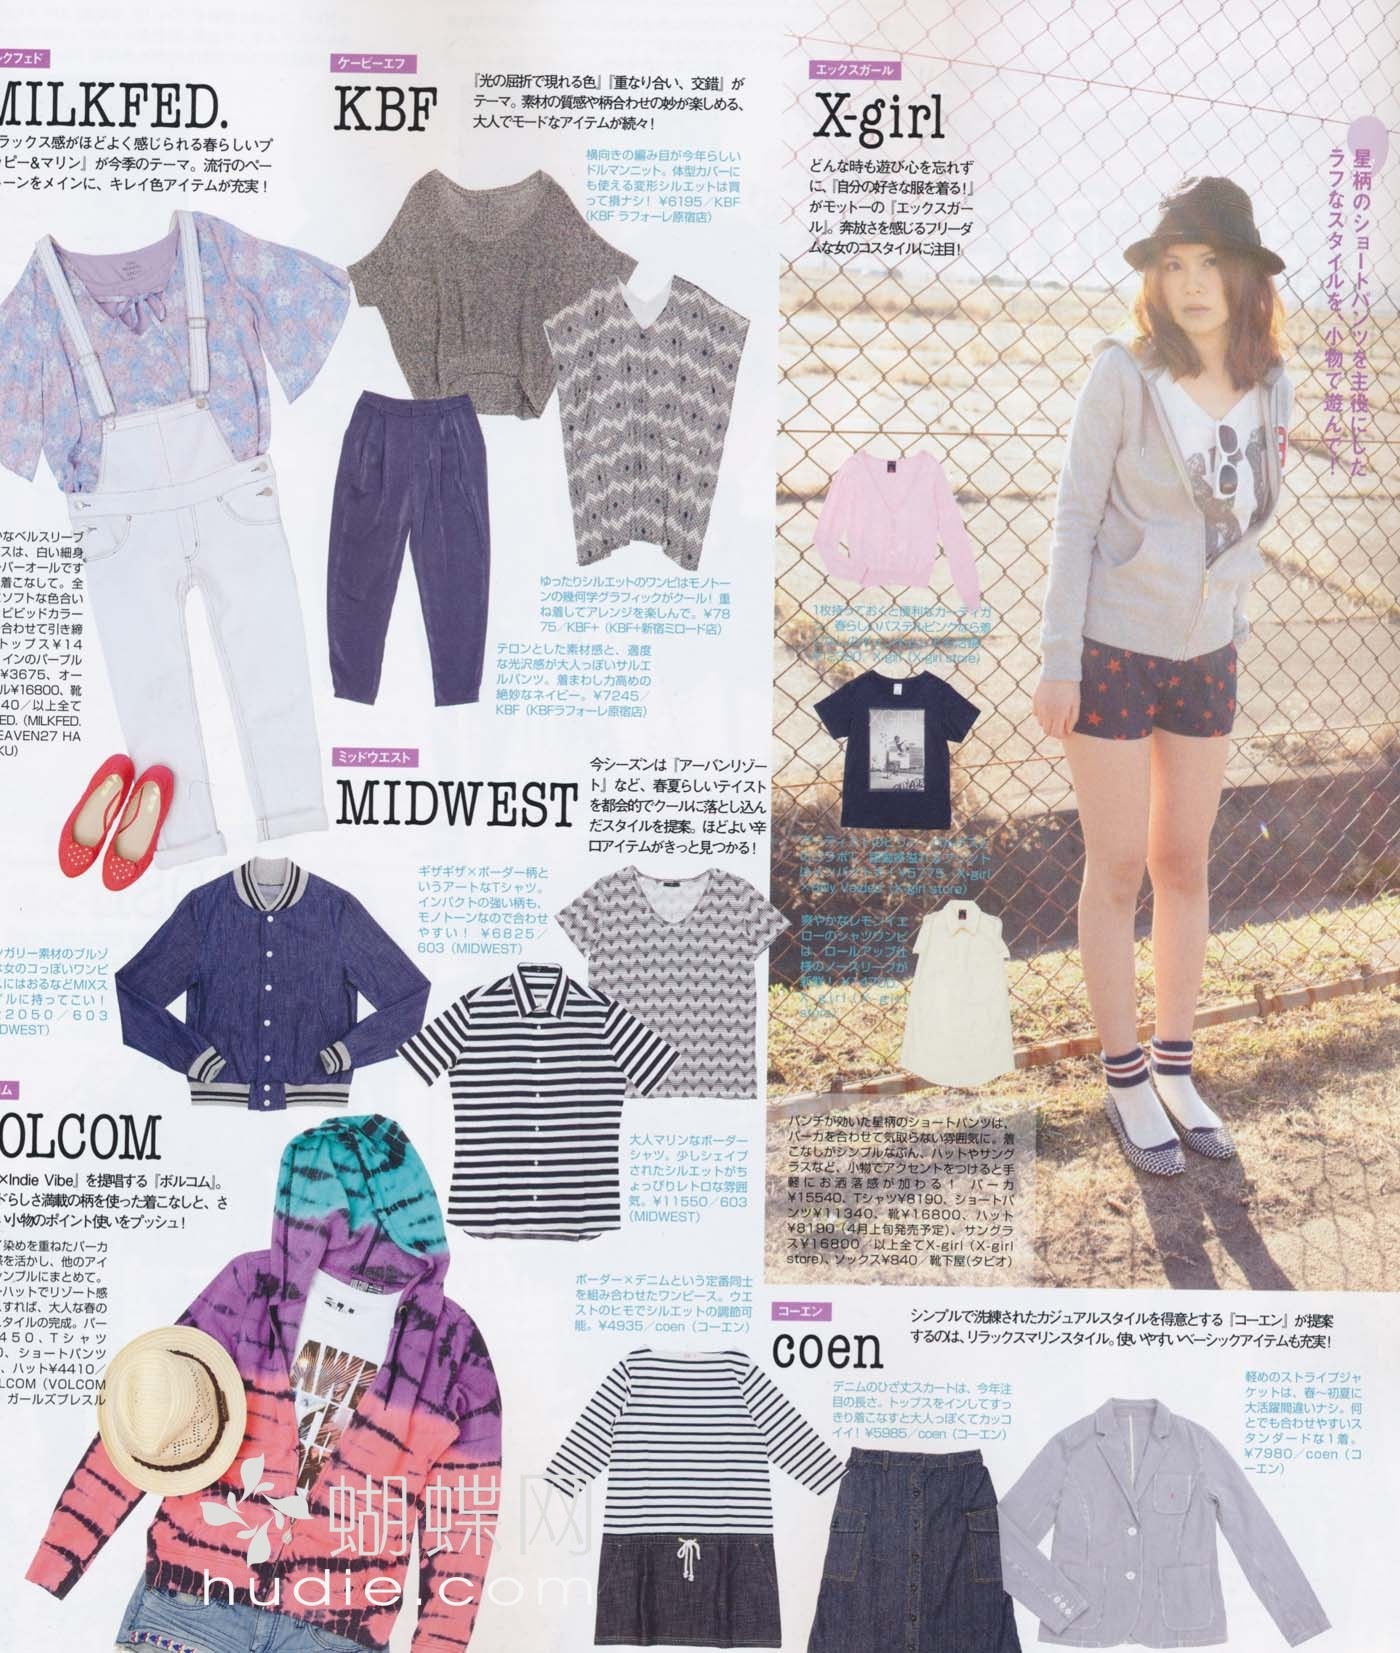 クフェド
MILKFED.
ラックス感がほどよく感じられる春らしいプ
ピー&マリン』が今季のテーマ。流行のペー
ーンをメインに、キレイ色アイテムが充実!
なベルスリーブ
スは、白い細身
ーバーオールです
着こなして。全
ソフトな色合い
ビビッドカラー
合わせて引き締
トップス¥14
インのパープル
¥3675、オー
ル¥16800、靴
40/以上全て
ED.(MILKFED.
EAVEN27 HA
KU)
ケービーエフ
KBF
『光の屈折で現れる色』『重なり合い、交錯』が
テーマ。素材の質感や柄合わせの妙が楽しめる、
大人でモードなアイテムが続々!
横向きの編み目が今年らしい
ドルマンニット。体型カバーに
も使える変形シルエットは買
って損ナシ! ¥6195/KBF
(KBF ラフォーレ原宿店)
ゆったりシルエットのワンピはモノトー
ンの幾何学グラフィックがクール! 重
ね着してアレンジを楽しんで。¥78
75/KBF+(KBF+新宿ミロード店)
テロンとした素材感と、適度
な光沢感が大人っぽいサルエ
ルパンツ。着まわし力高めの
絶妙なネイビー。¥7245/
KBF(KBFラフォーレ原宿店)
ミッドウエスト
MIDWEST
今シーズンは『アーバンリゾー
ト』など、春夏らしいテイスト
を都会的でクールに落とし込ん
だスタイルを提案。ほどよい辛
口アイテムがきっと見つかる!
ギザギザ×ボーダー柄と
いうアートなTシャツ。
インパクトの強い柄も、
モノトーンなので合わせ
やすい! ¥6825/
603(MIDWEST)
ンガリー素材のブルゾ
な女のコっぽいワンピ
スにはおるなどMIXス
イルに持ってこい!
2050/603
IDWEST)
大人マリンなボーダー
シャツ。少しシェイプ
されたシルエットがち
ょっぴりレトロな雰囲
気。¥11550/603
(MIDWEST)
ム
OLCOM
×Indie Vibe』を提唱する『ボルコム』。
ドらしさ満載の柄を使った着こなしと、さ
い小物のポイント使いをプッシュ!
染めを重ねたパーカ
感を活かし、他のアイ
ンプルにまとめて。
ーハットでリゾート感
すれば、大人な春の
タイルの完成。パー
450、Tシャツ
0、ショートパンツ
、ハット¥4410/
LCOM(VOLCOM
ガールズプレスル
エックスガール
X-girl
どんな時も遊び心を忘れず
に、『自分の好きな服を着る!』
がモットーの『エックスガー
ル』。奔放さを感じるフリーダ
ムな女のコスタイルに注目!
星柄のショートパンツを主役にした
ラフなスタイルを、小物で遊んで!
1枚持っておくと便利なカーディガ
X-girl(X-girl store)
¥5775/X-girl
(X-girl store)
爽やかなレモンイエ
ローのシャツワンピ
は、ロールアップ仕
様のノースリーブが
X-girl(X-girl
store)
パンチが効いた星柄のショートパンツは、
パーカを合わせて気取らない雰囲気に。着
こなしがシンプルなぶん、ハットやサング
ラスなど、小物でアクセントをつけると手
軽にお洒落感が加わる! パーカ
¥15540、Tシャツ¥8190、ショートパ
ンツ¥11340、靴¥16800、ハット
¥8190(4月上旬発売予定)、サングラ
ス¥16800/以上全てX-girl(X-girl
store)、ソックス¥840/靴下屋(タビオ)
コーエン
coen
シンプルで洗練されたカジュアルスタイルを得意とする『コーエン』が提案
するのは、リラックスマリンスタイル。使いやすいベーシックアイテムも充実!
ボーダー×デニムという定番同士
を組み合わせたワンピース。ウエ
ストのヒモでシルエットの調節可
能。¥4935/coen(コーエン)
デニムのひざ丈スカートは、今年注
目の長さ。トップスをインしてすっ
きり着こなすと大人っぽくてカッコ
イイ! ¥5985/coen(コーエン)
軽めのストライプジャ
ケットは、春〜初夏に
大活躍間違いナシ。何
とでも合わせやすいス
タンダードな1着。
¥7980/coen(コ
ーエン)
蝴蝶网
hudie.com